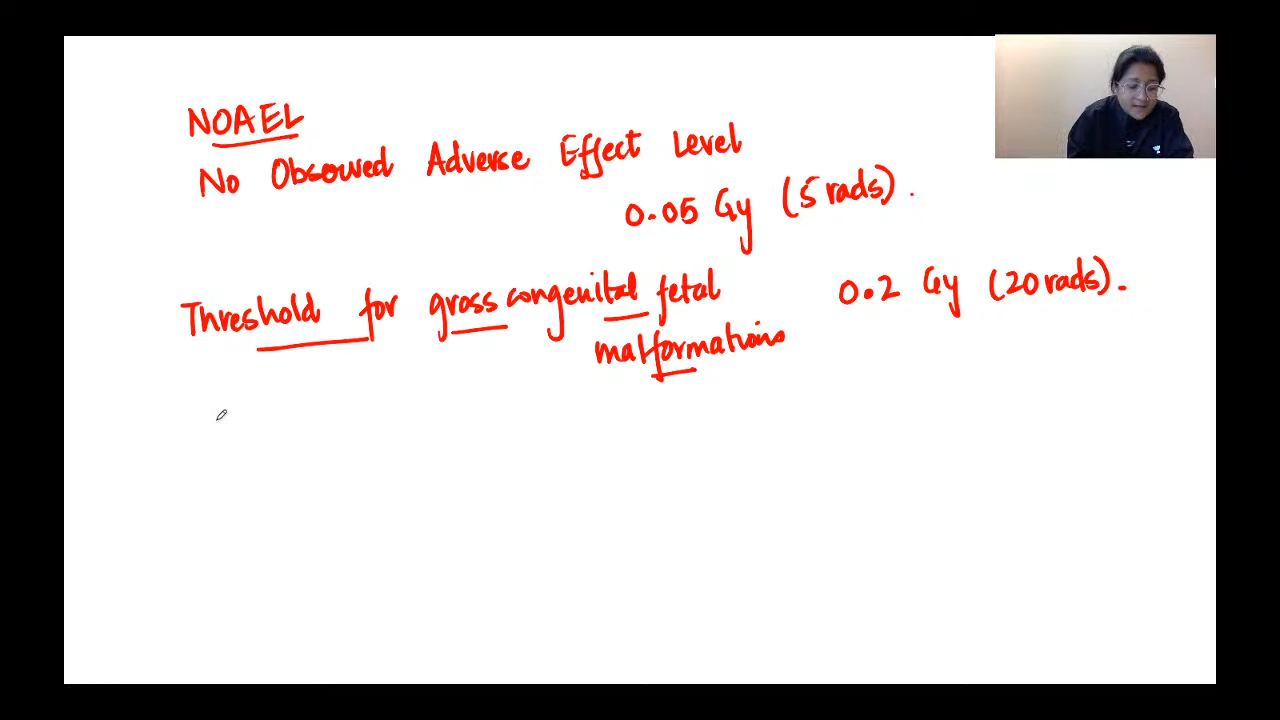 NOAEL
No Observed Adverse Effect Level
0.05 Gy (5 rads).
Threshold for gross congenital fetal 0.2 Gy (20 rads).
malformations